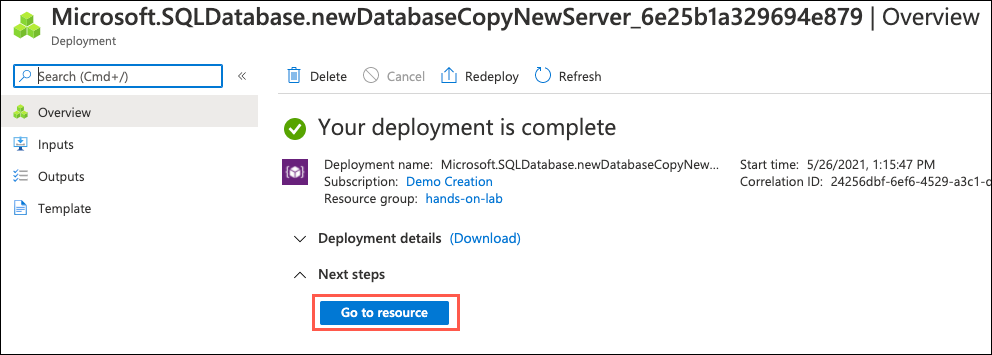 Microsoft.SQLDatabase.newDatabaseCopyNewServer_6e25b1a329694e879 | Overview
Deployment
Search (Cmd+/)
«
Delete
Cancel
Redeploy
Refresh
Overview
Inputs
Outputs
Template
Your deployment is complete
Deployment name: Microsoft.SQLDatabase.newDatabaseCopyNew...
Subscription: Demo Creation
Resource group: hands-on-lab
Start time: 5/26/2021, 1:15:47 PM
Correlation ID: 24256dbf-6ef6-4529-a3c1-
Deployment details (Download)
Next steps
Go to resource